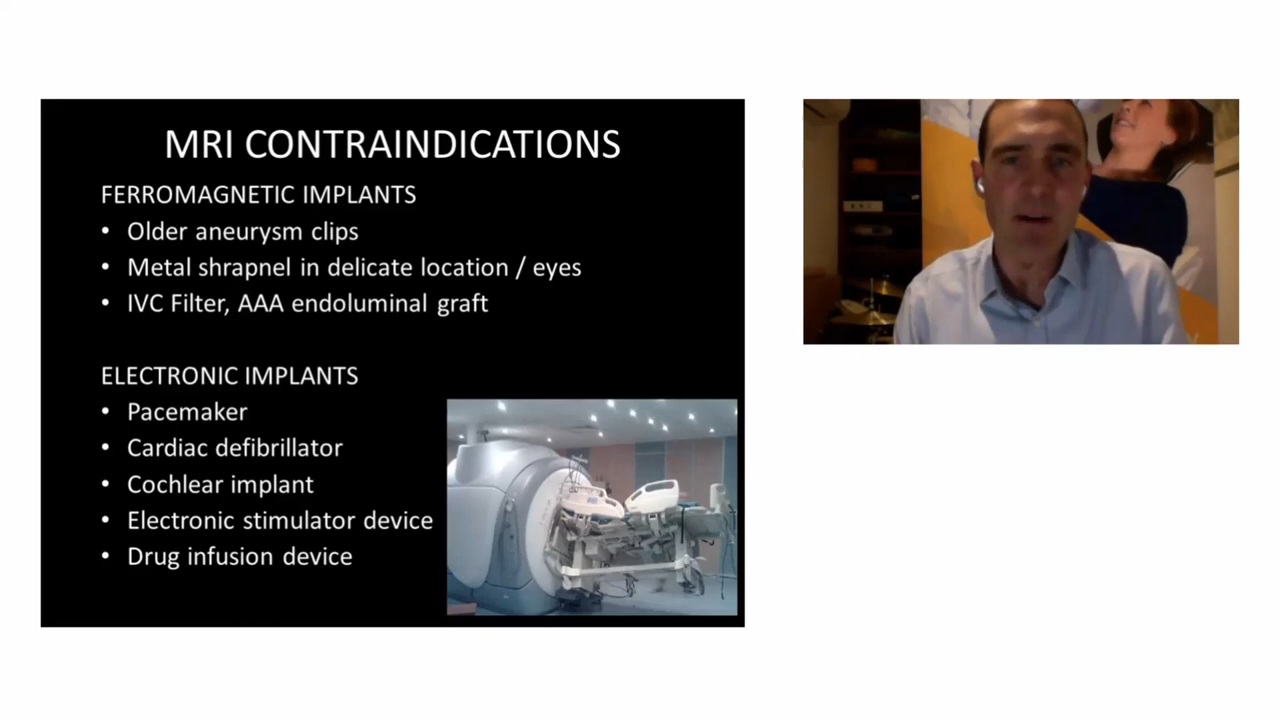 MRI CONTRAINDICATIONS
FERROMAGNETIC IMPLANTS
• Older aneurysm clips
• Metal shrapnel in delicate location / eyes
• IVC Filter, AAA endoluminal graft
ELECTRONIC IMPLANTS
• Pacemaker
• Cardiac defibrillator
• Cochlear implant
• Electronic stimulator device
• Drug infusion device